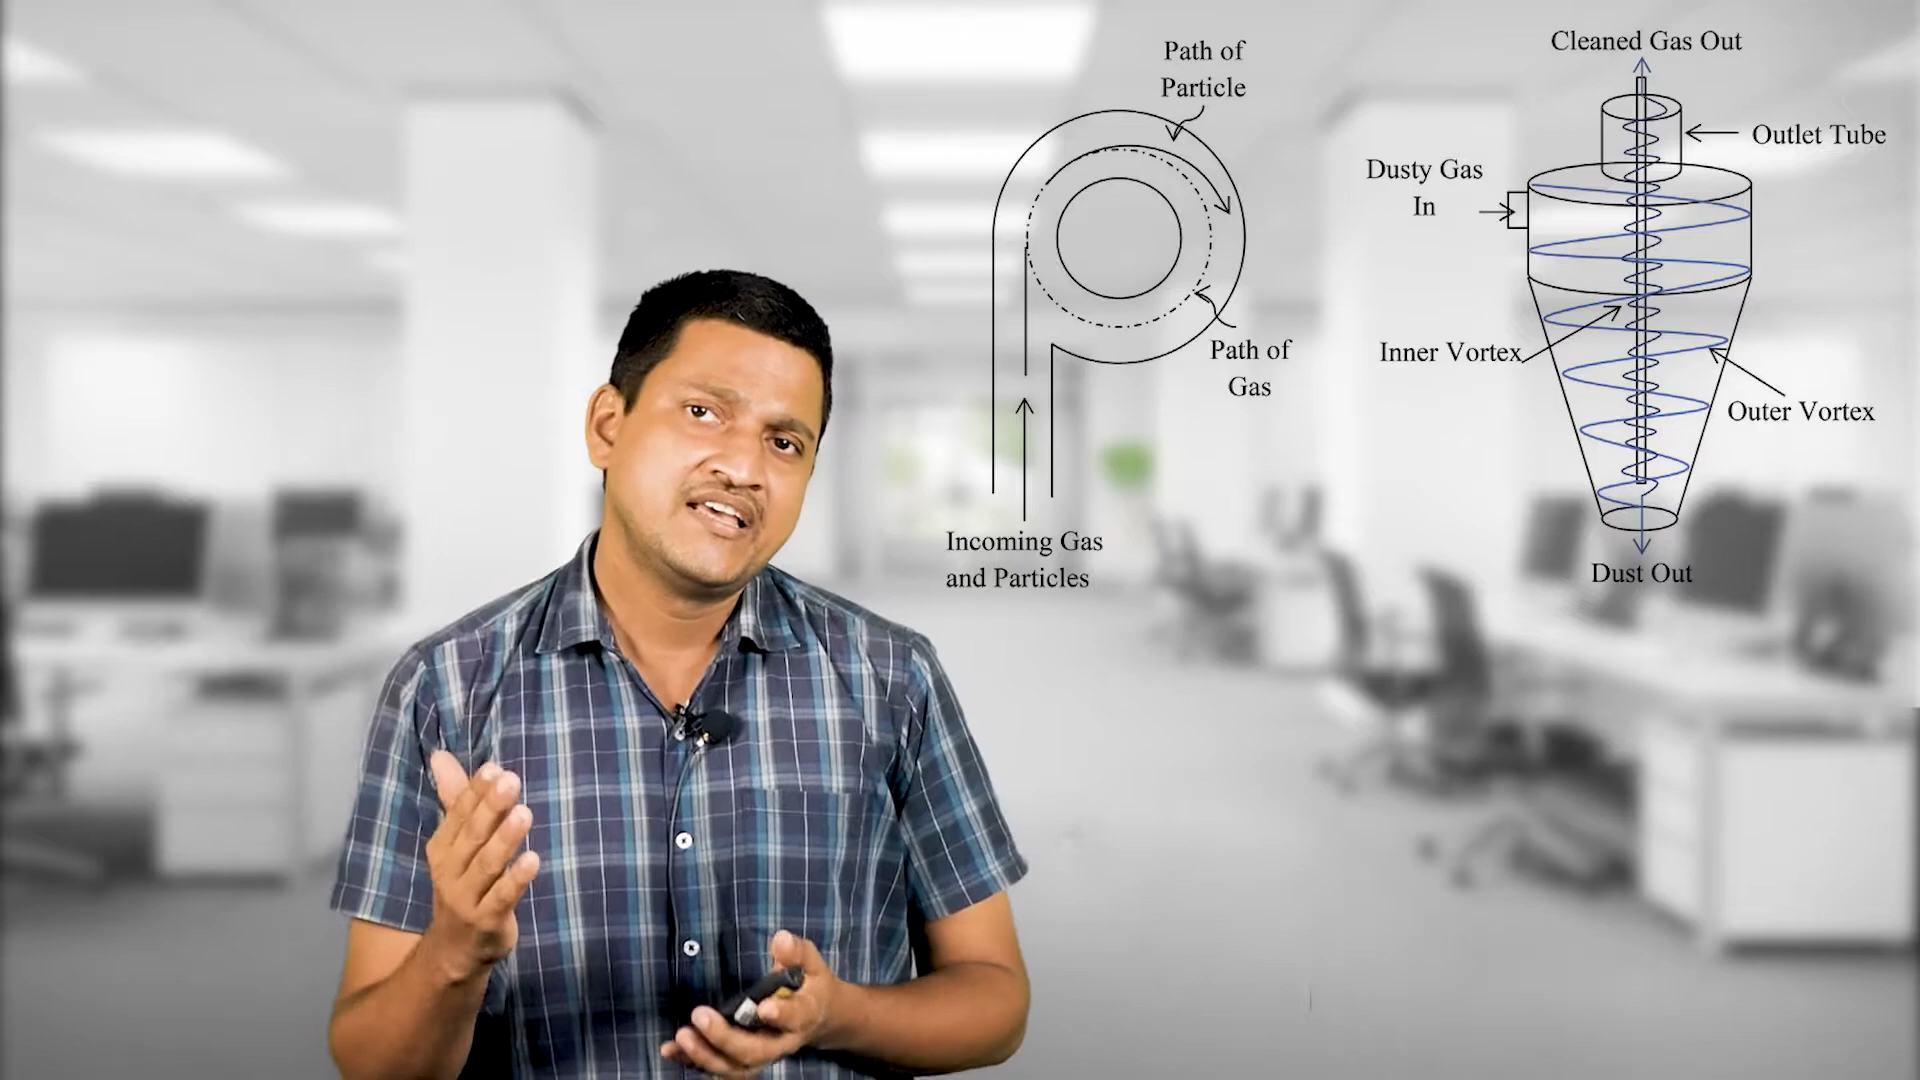 Path of
Particle
Path of
Gas
Incoming Gas
and Particles
Cleaned Gas Out
Outlet Tube
Dusty Gas
In
Inner Vortex
Outer Vortex
Dust Out